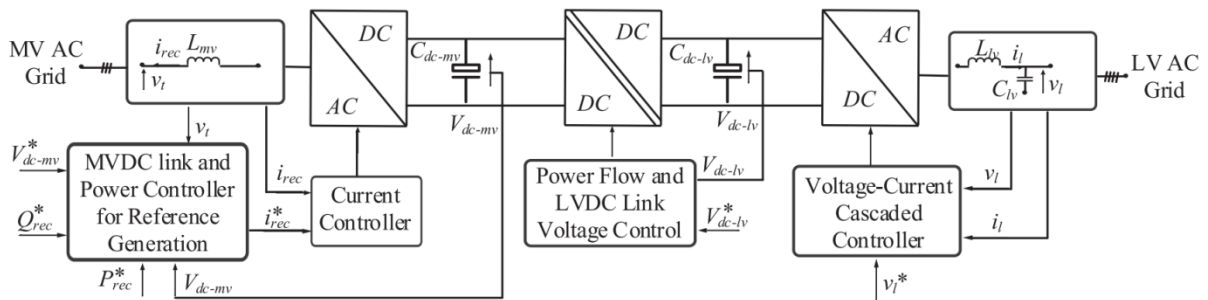 MV AC
Grid
i_rec
L_mv
v_t
DC
AC
C_dc-mv
V_dc-mv
DC
DC
C_dc-lv
V_dc-lv
AC
DC
L_lv
i_l
C_lv
v_l
LV AC
Grid
v_t
V*_dc-mv
Q*_rec
MVDC link and
Power Controller
for Reference
Generation
P*_rec
V_dc-mv
i_rec
i*_rec
Current
Controller
Power Flow and
LVDC Link
Voltage Control
V_dc-lv
V*_dc-lv
Voltage-Current
Cascaded
Controller
v_l
i_l
v_l*